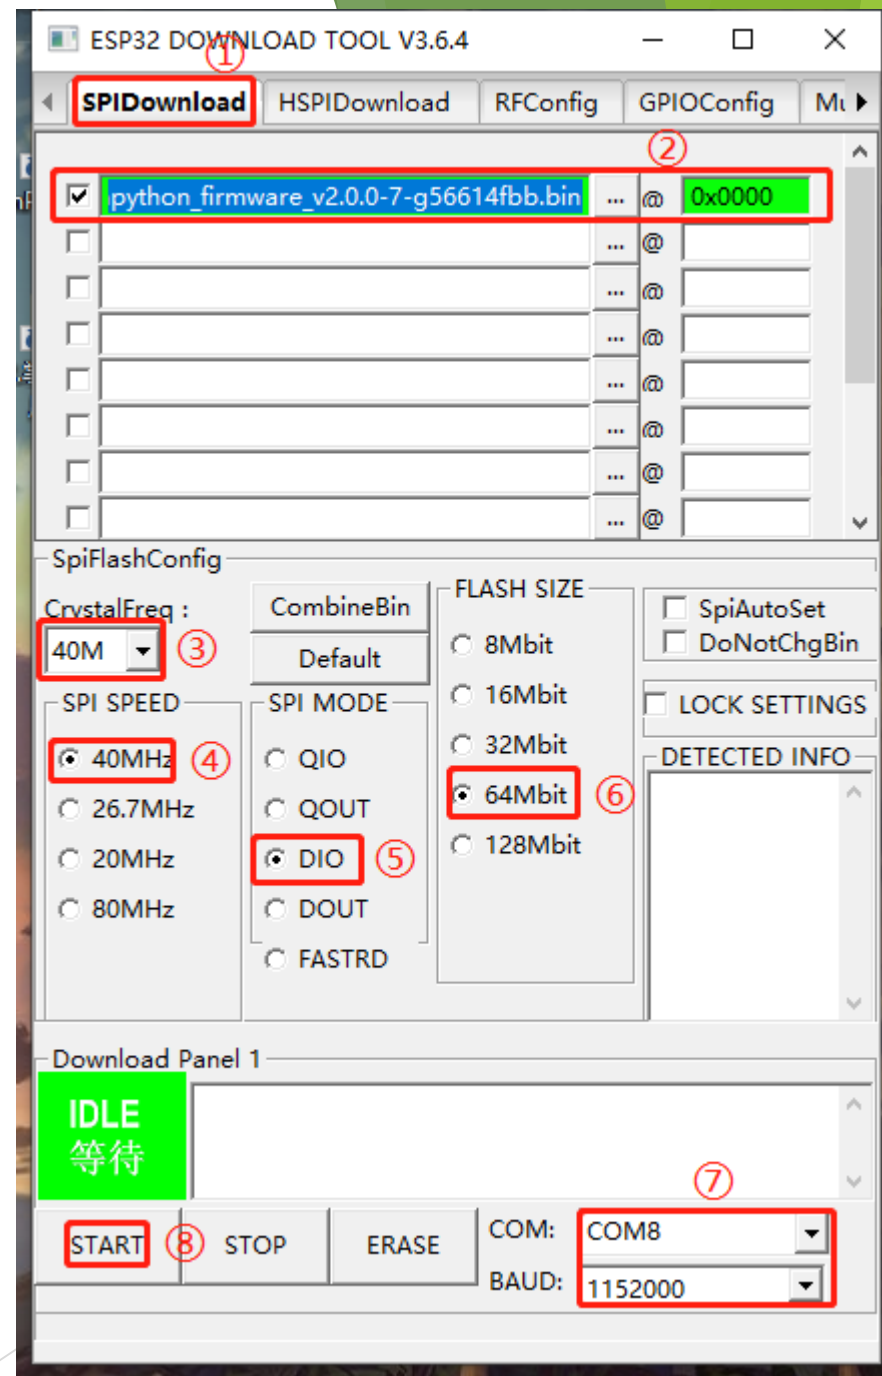 ESP32 DOWNLOAD TOOL V3.6.4
①
SPIDownload HSPIDownload RFConfig GPIOConfig
②
python_firmware_v2.0.0-7-g56614fbb.bin ... @ 0x0000
... @
... @
... @
... @
... @
... @
... @
SpiFlashConfig
CrystalFreq :
40M ③
CombineBin
Default
SPI SPEED
40MHz ④
26.7MHz
20MHz
80MHz
SPI MODE
QIO
QOUT
DIO ⑤
DOUT
FASTRD
FLASH SIZE
8Mbit
16Mbit
32Mbit
64Mbit ⑥
128Mbit
SpiAutoSet
DoNotChgBin
LOCK SETTINGS
DETECTED INFO
Download Panel 1
IDLE
等待
⑦
START ⑧ STOP ERASE COM: COM8
BAUD: 1152000